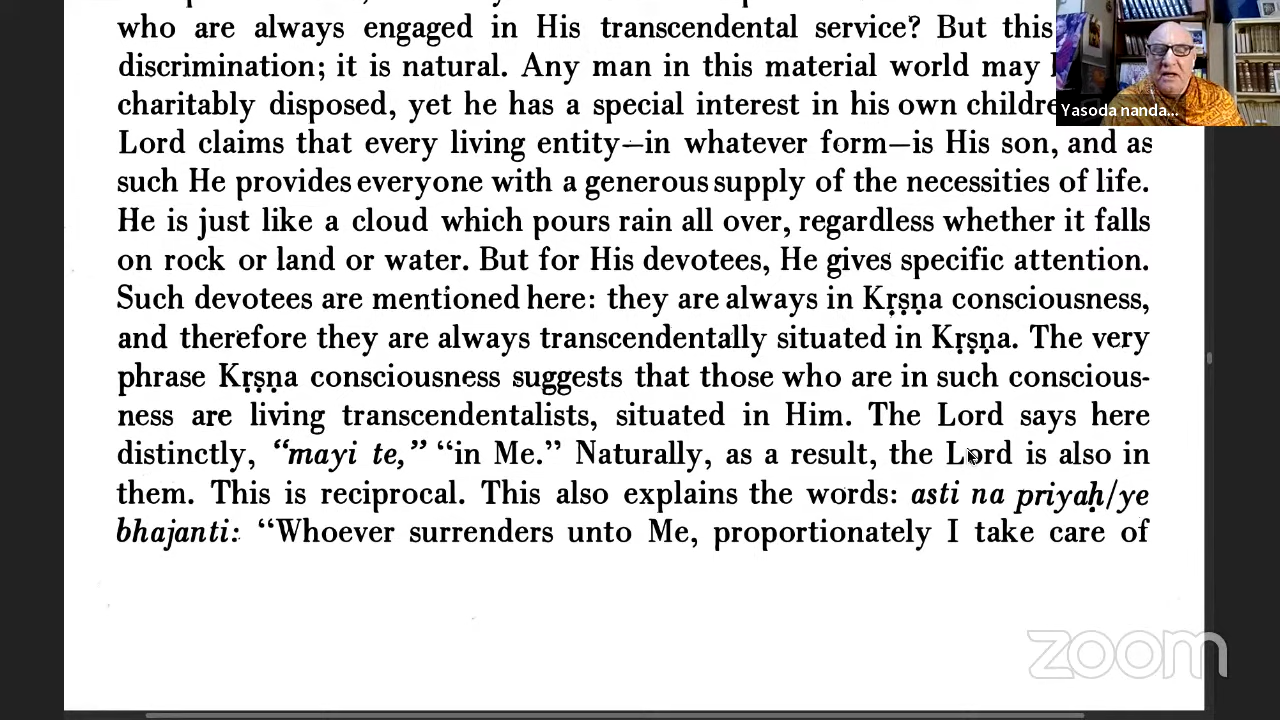 who are always engaged in His transcendental service? But this
discrimination; it is natural. Any man in this material world may
charitably disposed, yet he has a special interest in his own childre
Lord claims that every living entity—in whatever form—is His son, and as
such He provides everyone with a generous supply of the necessities of life.
He is just like a cloud which pours rain all over, regardless whether it falls
on rock or land or water. But for His devotees, He gives specific attention.
Such devotees are mentioned here: they are always in Kṛṣṇa consciousness,
and therefore they are always transcendentally situated in Kṛṣṇa. The very
phrase Kṛṣṇa consciousness suggests that those who are in such conscious-
ness are living transcendentalists, situated in Him. The Lord says here
distinctly, “mayi te,” “in Me.” Naturally, as a result, the Lord is also in
them. This is reciprocal. This also explains the words: asti na priyaḥ/ye
bhajanti: “Whoever surrenders unto Me, proportionately I take care of
Yasoda nanda...
zoom